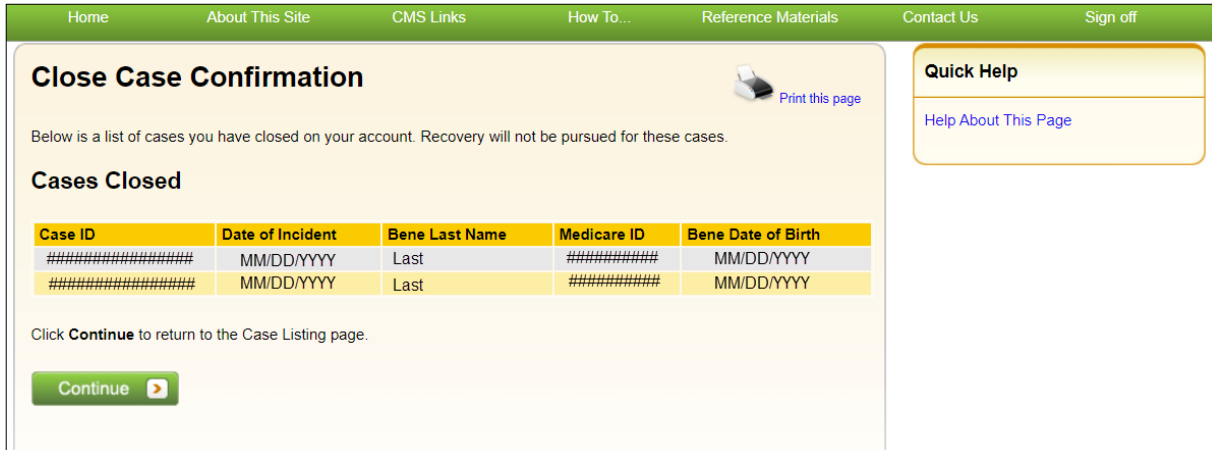 Home About This Site CMS Links How To... Reference Materials Contact Us Sign off
Close Case Confirmation
Print this page
Quick Help
Help About This Page
Below is a list of cases you have closed on your account. Recovery will not be pursued for these cases.
Cases Closed
Case ID Date of Incident Bene Last Name Medicare ID Bene Date of Birth
################# MM/DD/YYYY Last ########### MM/DD/YYYY
################# MM/DD/YYYY Last ########### MM/DD/YYYY
Click Continue to return to the Case Listing page.
Continue